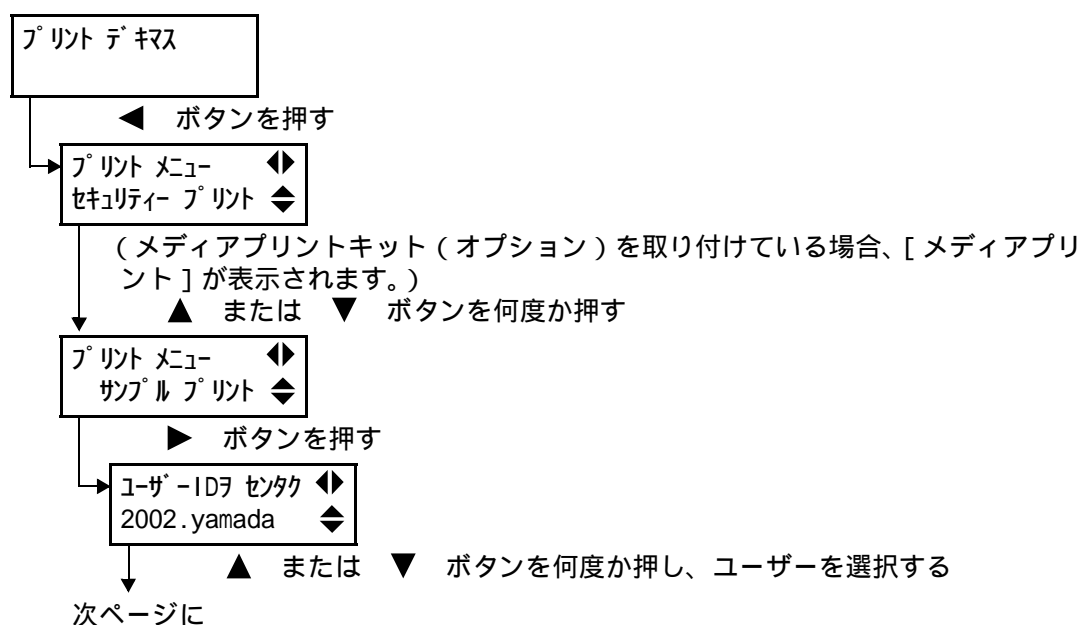 プリント デキマス
◀ ボタンを押す
プリント メニュー ◀▶
セキュリティー プリント ▲▼
(メディアプリントキット(オプション)を取り付けている場合、[メディアプリ
ント]が表示されます。)
▲ または ▼ ボタンを何度か押す
プリント メニュー ◀▶
サンプル プリント ▲▼
▶ ボタンを押す
ユーザーIDヲ センタク ◀▶
2002.yamada ▲▼
▲ または ▼ ボタンを何度か押し、ユーザーを選択する
次ページに